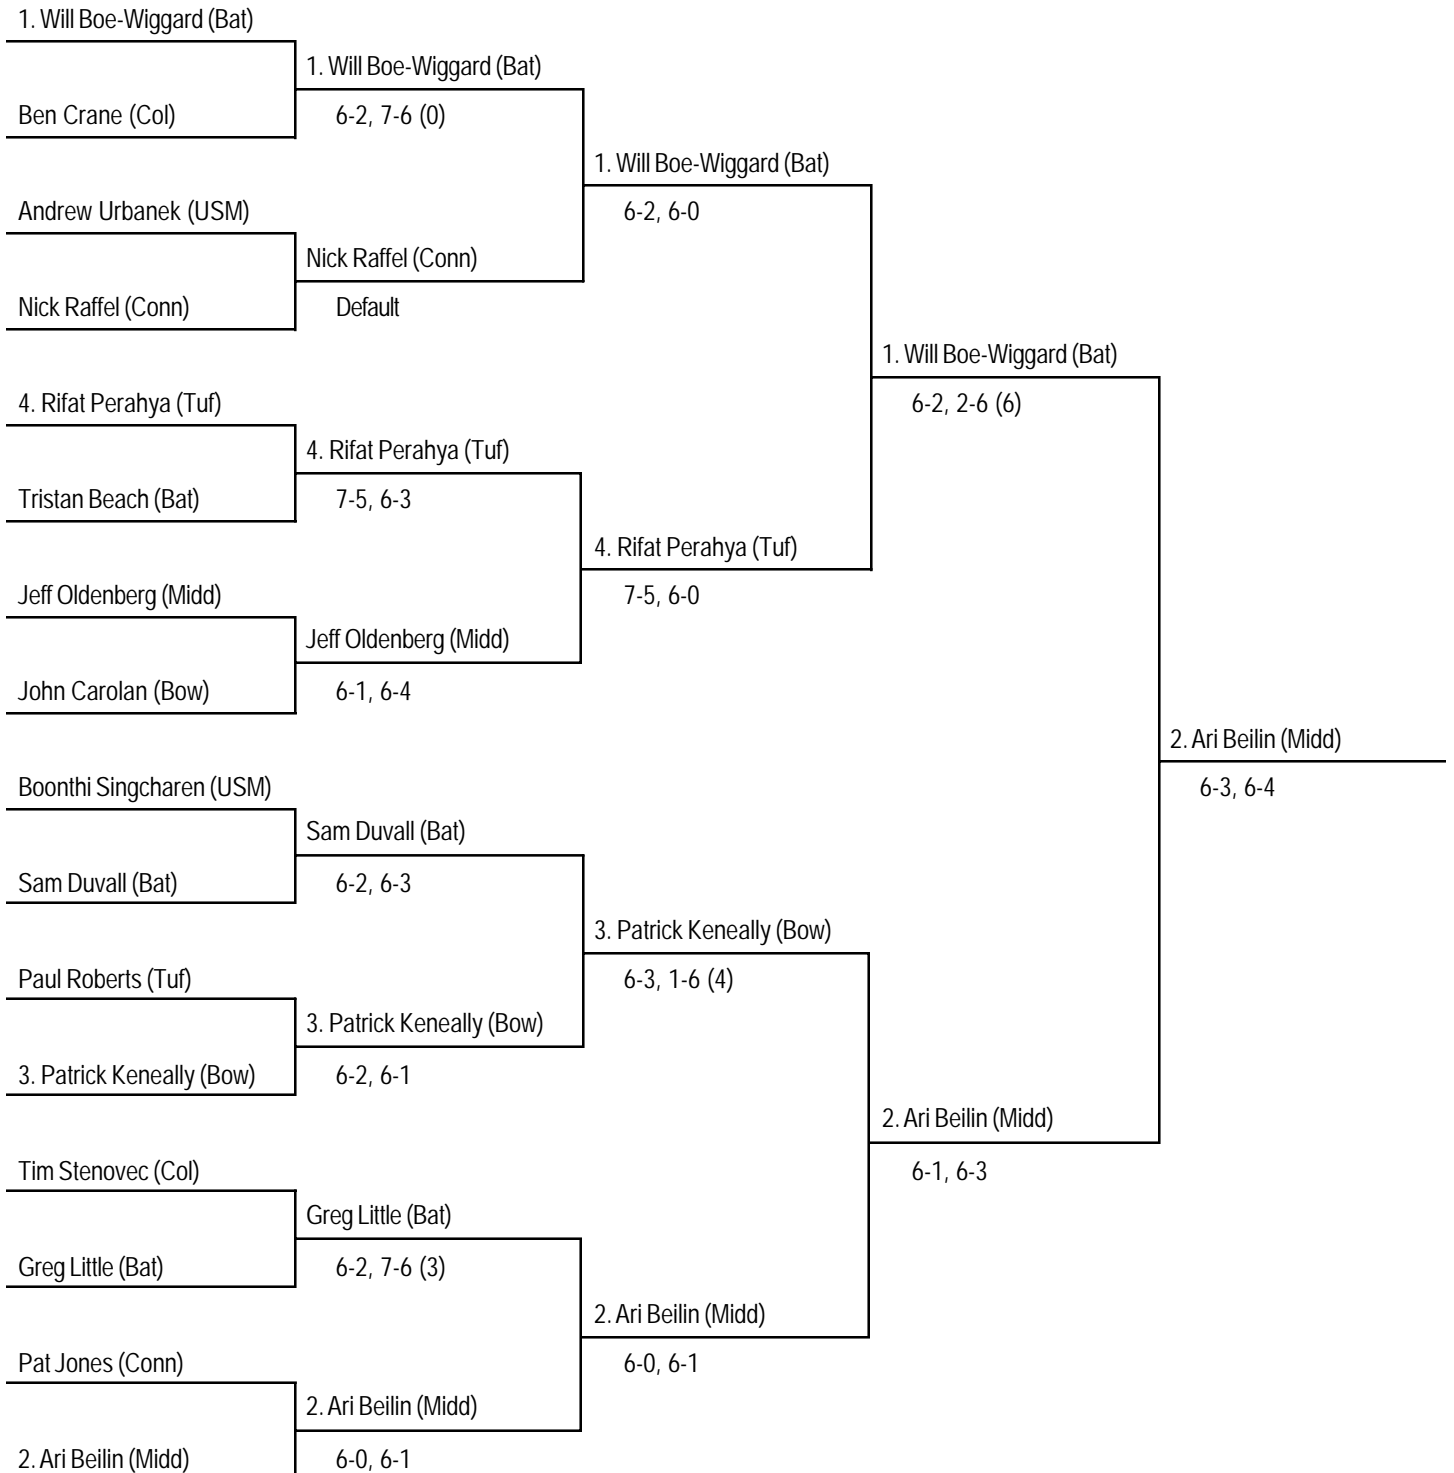 1. Will Boe-Wiggard (Bat)
1. Will Boe-Wiggard (Bat)
Ben Crane (Col)
6-2, 7-6 (0)
1. Will Boe-Wiggard (Bat)
Andrew Urbanek (USM)
6-2, 6-0
Nick Raffel (Conn)
Nick Raffel (Conn)
Default
1. Will Boe-Wiggard (Bat)
4. Rifat Perahya (Tuf)
6-2, 2-6 (6)
4. Rifat Perahya (Tuf)
Tristan Beach (Bat)
7-5, 6-3
4. Rifat Perahya (Tuf)
Jeff Oldenberg (Midd)
7-5, 6-0
Jeff Oldenberg (Midd)
John Carolan (Bow)
6-1, 6-4
2. Ari Beilin (Midd)
Boonthi Singcharen (USM)
6-3, 6-4
Sam Duvall (Bat)
Sam Duvall (Bat)
6-2, 6-3
3. Patrick Keneally (Bow)
Paul Roberts (Tuf)
6-3, 1-6 (4)
3. Patrick Keneally (Bow)
3. Patrick Keneally (Bow)
6-2, 6-1
2. Ari Beilin (Midd)
Tim Stenovec (Col)
6-1, 6-3
Greg Little (Bat)
Greg Little (Bat)
6-2, 7-6 (3)
2. Ari Beilin (Midd)
Pat Jones (Conn)
6-0, 6-1
2. Ari Beilin (Midd)
2. Ari Beilin (Midd)
6-0, 6-1